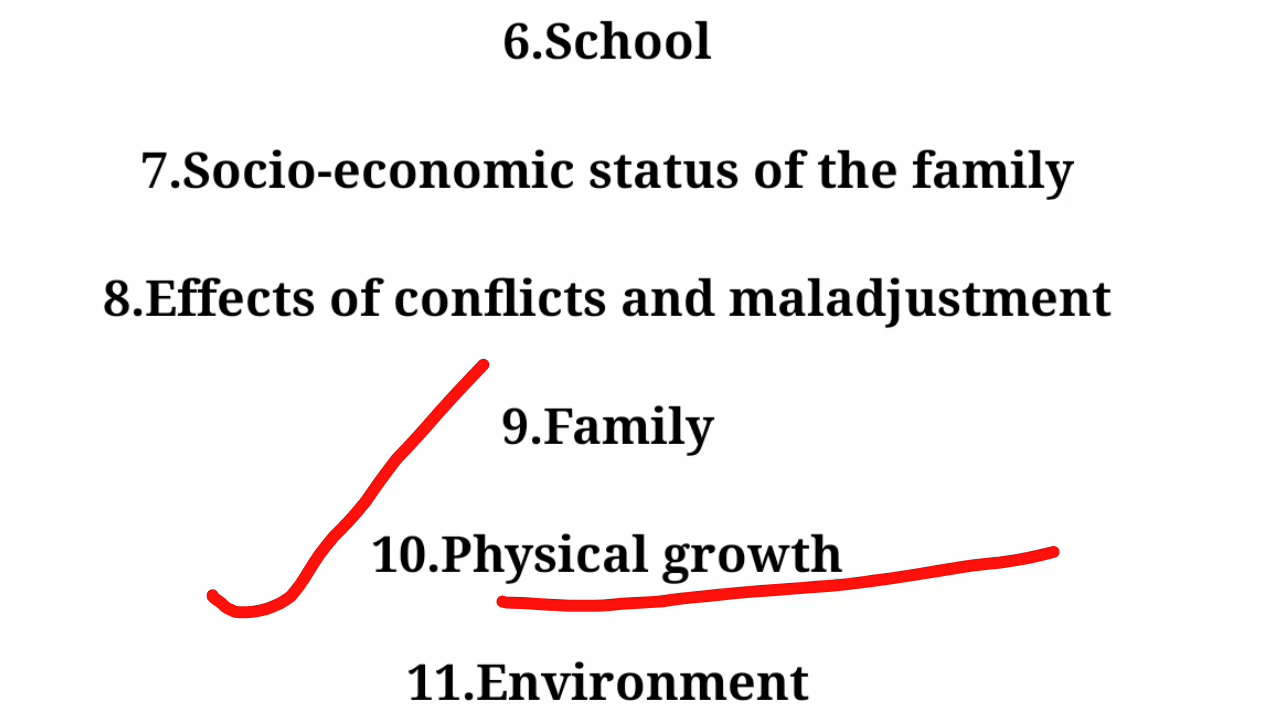 6.School
7.Socio-economic status of the family
8.Effects of conflicts and maladjustment
9.Family
10.Physical growth
11.Environment